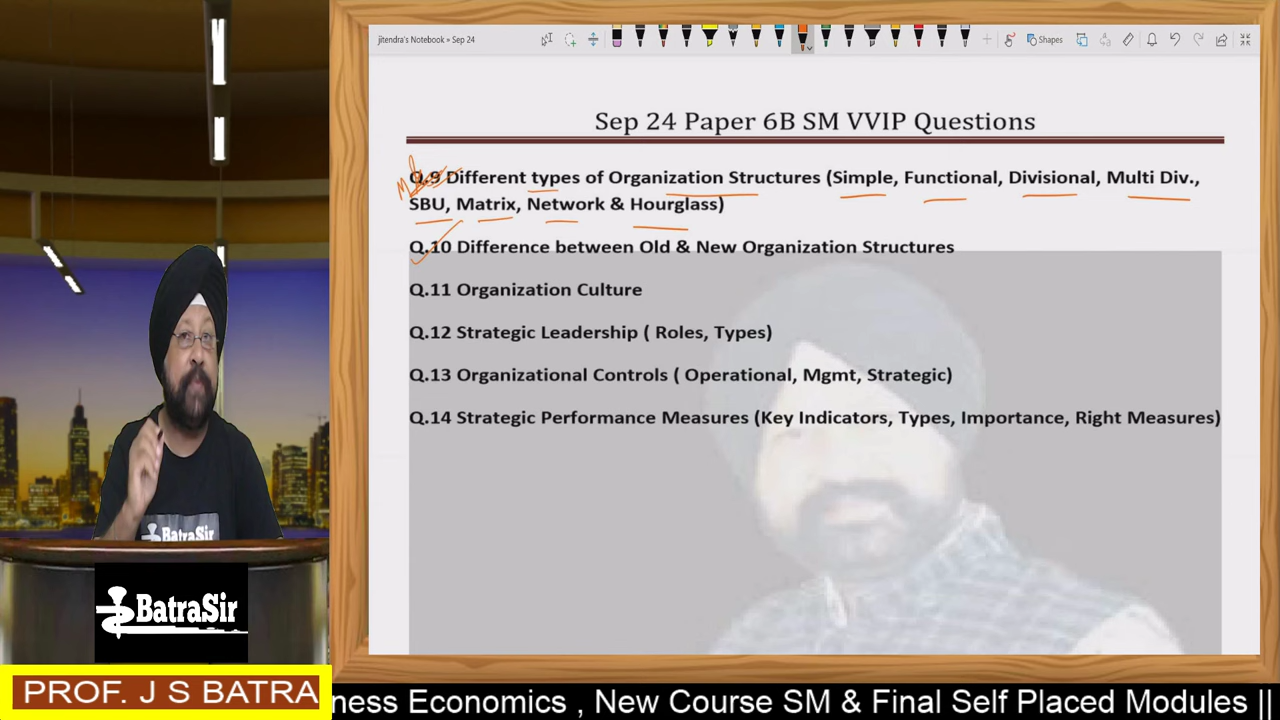 jitendra's Notebook » Sep 24
Shapes
Sep 24 Paper 6B SM VVIP Questions
Q.9 Different types of Organization Structures (Simple, Functional, Divisional, Multi Div.,
SBU, Matrix, Network & Hourglass)
Q.10 Difference between Old & New Organization Structures
Q.11 Organization Culture
Q.12 Strategic Leadership ( Roles, Types)
Q.13 Organizational Controls ( Operational, Mgmt, Strategic)
Q.14 Strategic Performance Measures (Key Indicators, Types, Importance, Right Measures)
BatraSir
BatraSir
PROF. J S BATRA
ness Economics , New Course SM & Final Self Placed Modules ||